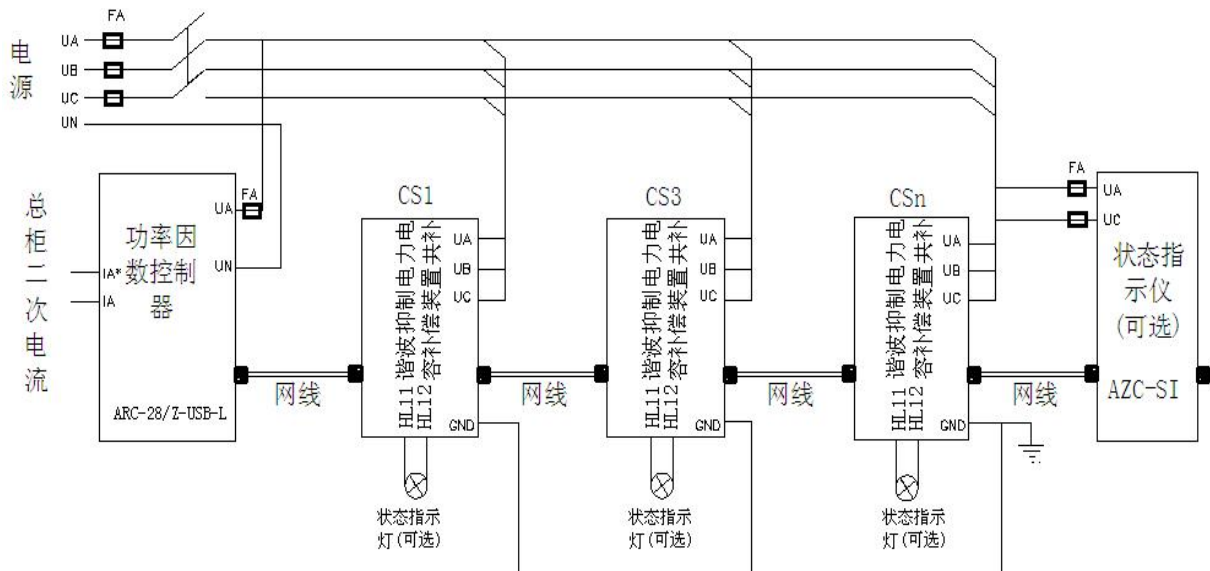 FA
电源
UA
UB
UC
UN
总柜二次电流
功率因
数控制
器
UA
FA
UN
IA*
IA
ARC-28/Z-USB-L
网线
CS1
谐波抑制电力电
容补偿装置 共补
UA
UB
UC
HL11
HL12
GND
状态指示
灯(可选)
网线
CS3
谐波抑制电力电
容补偿装置 共补
UA
UB
UC
HL11
HL12
GND
状态指示
灯(可选)
网线
CSn
谐波抑制电力电
容补偿装置 共补
UA
UB
UC
HL11
HL12
GND
状态指示
灯(可选)
网线
FA
UA
UC
状态指
示仪
(可选)
AZC-SI